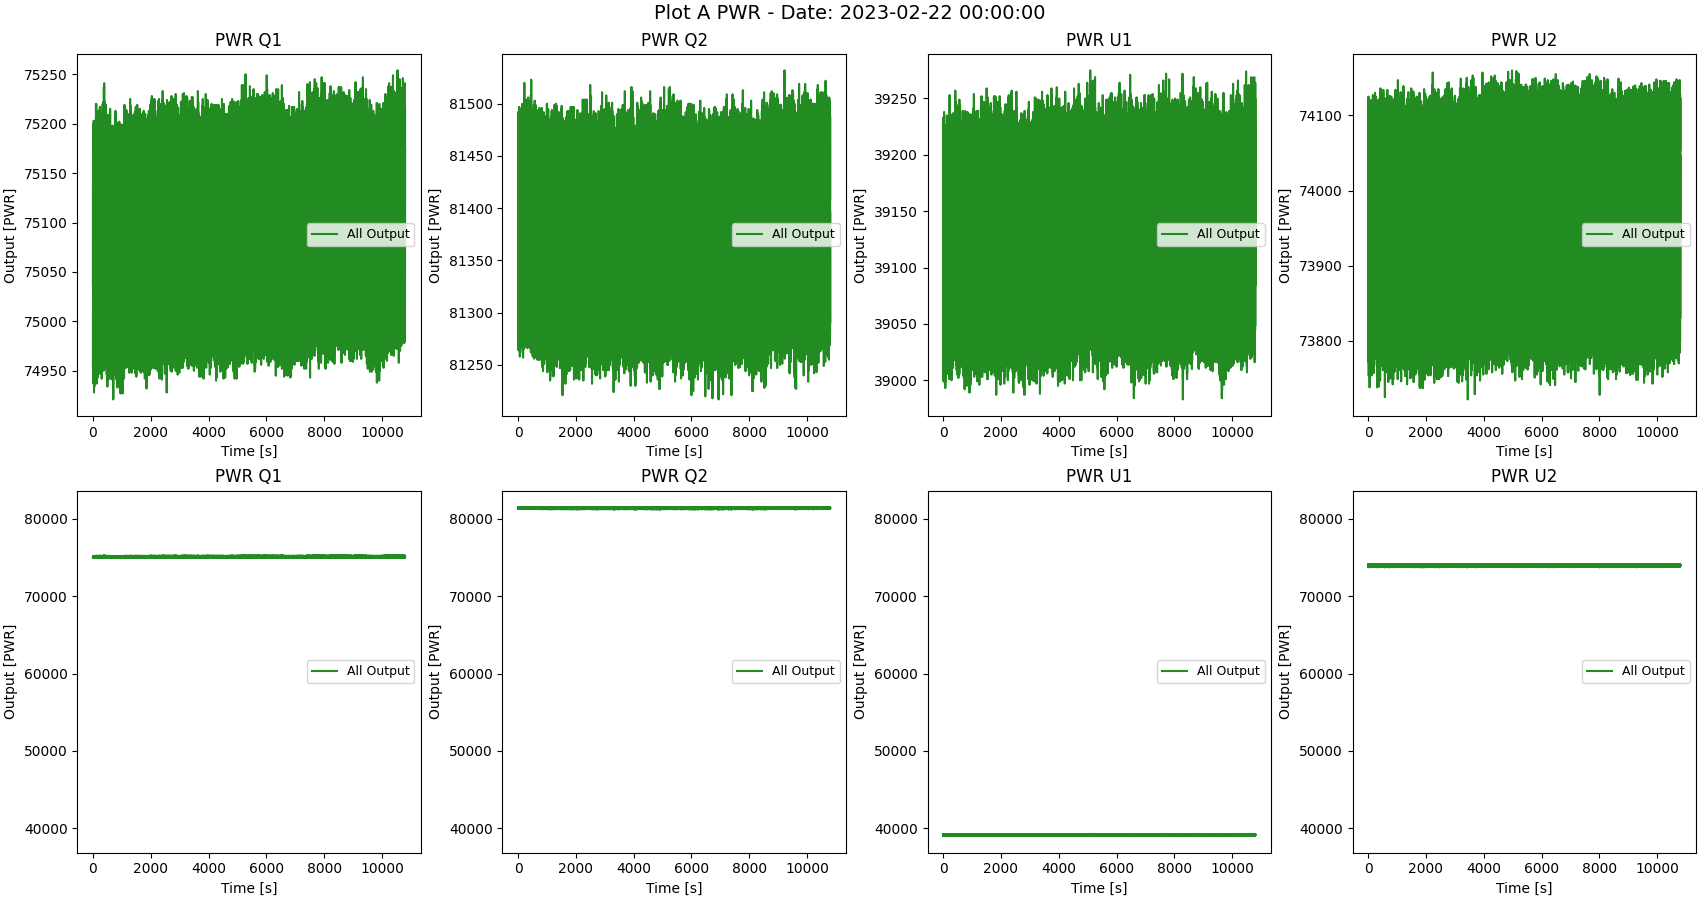 Plot A PWR - Date: 2023-02-22 00:00:00
PWR Q1
PWR Q2
PWR U1
PWR U2
Output [PWR]
75250
75200
75150
75100
75050
75000
74950
All Output
0 2000 4000 6000 8000 10000
Time [s]
Output [PWR]
81500
81450
81400
81350
81300
81250
All Output
0 2000 4000 6000 8000 10000
Time [s]
Output [PWR]
39250
39200
39150
39100
39050
39000
All Output
0 2000 4000 6000 8000 10000
Time [s]
Output [PWR]
74100
74000
73900
73800
All Output
0 2000 4000 6000 8000 10000
Time [s]
PWR Q1
PWR Q2
PWR U1
PWR U2
Output [PWR]
80000
70000
60000
50000
40000
All Output
0 2000 4000 6000 8000 10000
Time [s]
Output [PWR]
80000
70000
60000
50000
40000
All Output
0 2000 4000 6000 8000 10000
Time [s]
Output [PWR]
80000
70000
60000
50000
40000
All Output
0 2000 4000 6000 8000 10000
Time [s]
Output [PWR]
80000
70000
60000
50000
40000
All Output
0 2000 4000 6000 8000 10000
Time [s]